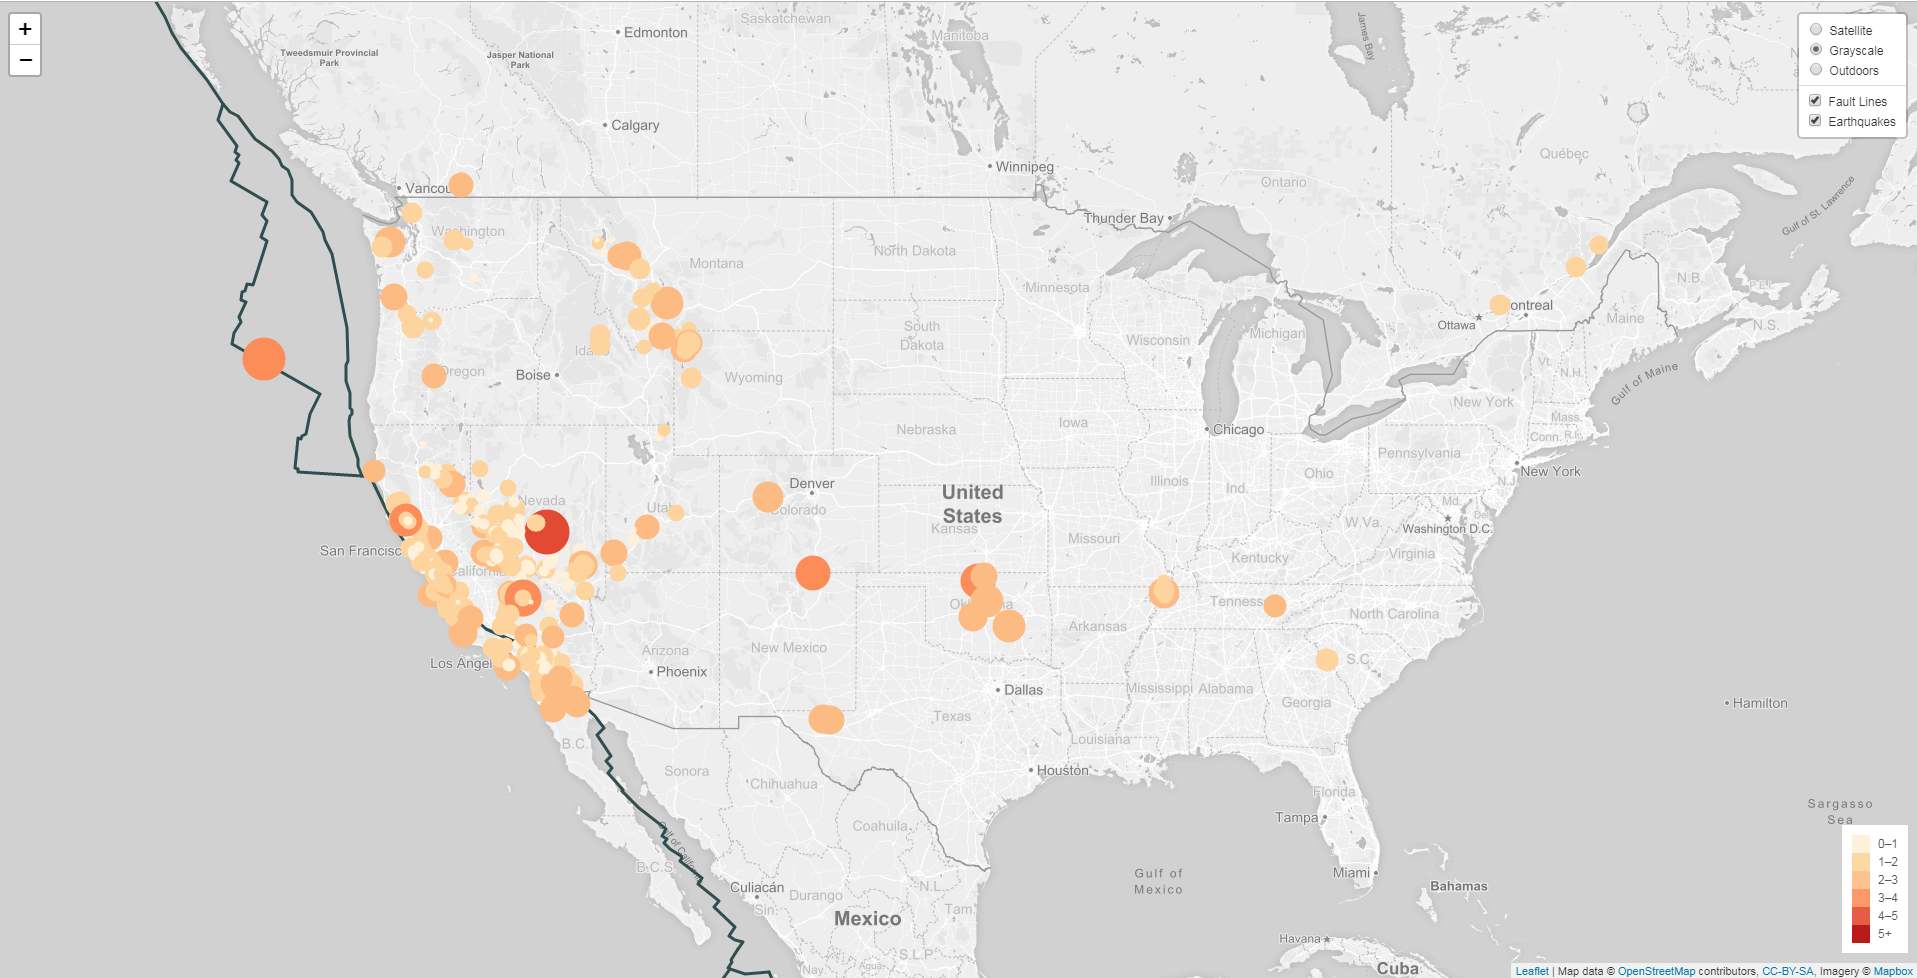 +
−
Satellite
Grayscale
Outdoors
Fault Lines
Earthquakes
Saskatchewan
Edmonton
Manitoba
James Bay
Tweedsmuir Provincial
Park
Jasper National
Park
Calgary
Winnipeg
Québec
Ontario
Gulf of St. Lawrence
Vancou
Thunder Bay
Washington
Montana
North Dakota
Minnesota
N.B.
P.E.I.
ontreal
Ottawa
Maine
N.S.
South
Dakota
Wisconsin
Michigan
Idaho
Boise
Oregon
Wyoming
Vt.
N.H.
Gulf of Maine
New York
Mass.
Conn.
R.I.
Nebraska
Iowa
Chicago
Pennsylvania
Ohio
New York
N.J.
Illinois
Ind.
Md.
Del
Washington D.C.
W.Va.
Virginia
Denver
Colorado
United
States
Kansas
Missouri
Kentucky
Nevada
Utah
San Francisc
California
Ok
a
Tenness
North Carolina
Arkansas
S.C.
Los Angel
Arizona
Phoenix
New Mexico
Dallas
Mississippi
Alabama
Georgia
Texas
Louisiana
Hamilton
B.C.
Sonora
Chihuahua
Houston
Florida
Tampa
Sargasso
Sea
Coahuila
Gulf of Califor
B.C.S.
Culiacán
Sin.
Durango
N.L.
Tam.
Gulf of
Mexico
Miami
Bahamas
Mexico
Havana
Cuba
S.L.P.
Nay.
Agua.
0–1
1–2
2–3
3–4
4–5
5+
Leaflet | Map data © OpenStreetMap contributors, CC-BY-SA, Imagery © Mapbox